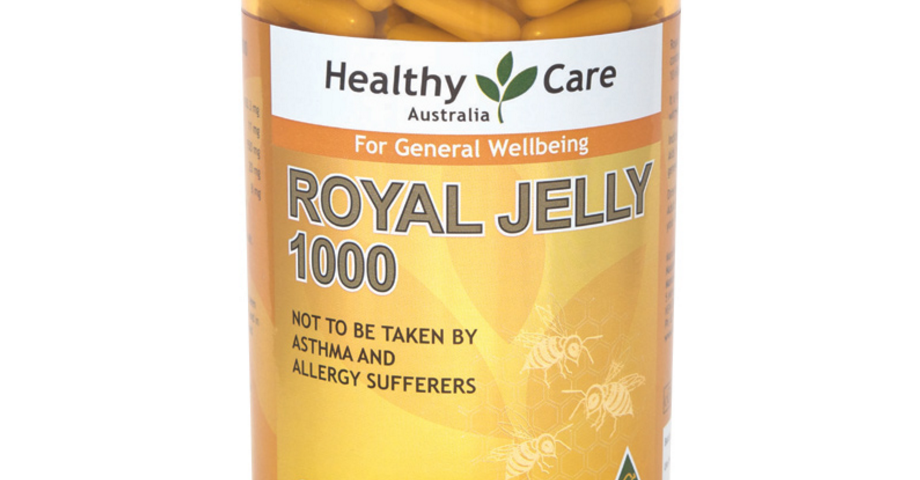 Healthy Care
Australia
For General Wellbeing
ROYAL JELLY
1000
NOT TO BE TAKEN BY
ASTHMA AND
ALLERGY SUFFERERS